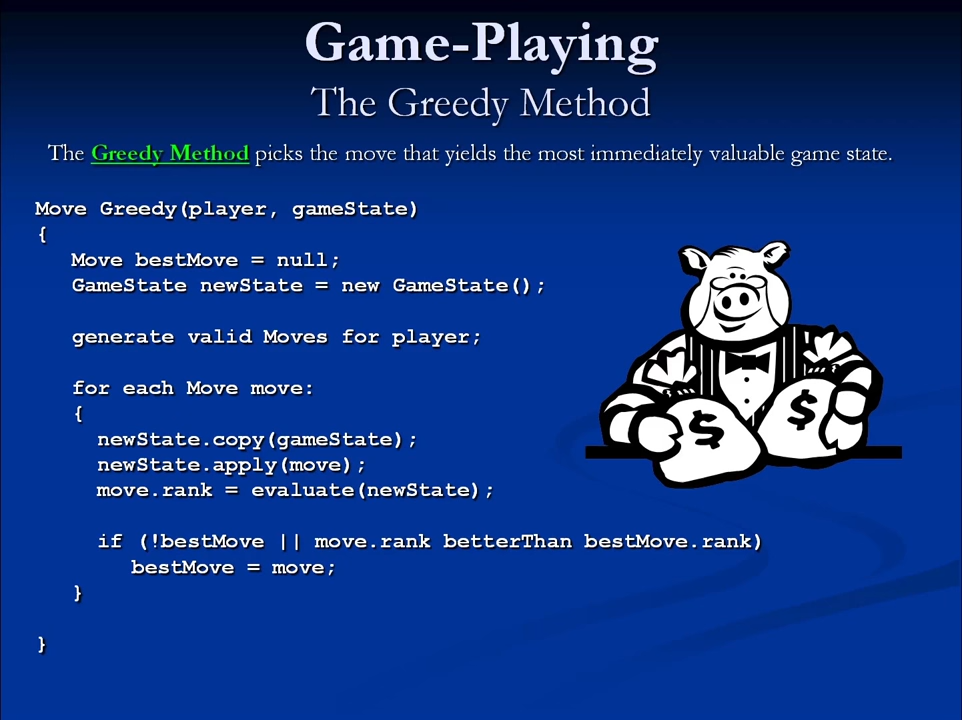 Game-Playing
The Greedy Method
The Greedy Method picks the move that yields the most immediately valuable game state.
Move Greedy(player, gameState)
{
Move bestMove = null;
GameState newState = new GameState();
generate valid Moves for player;
for each Move move:
{
newState.copy(gameState);
newState.apply(move);
move.rank = evaluate(newState);
if (!bestMove || move.rank betterThan bestMove.rank)
bestMove = move;
}
}
$ $